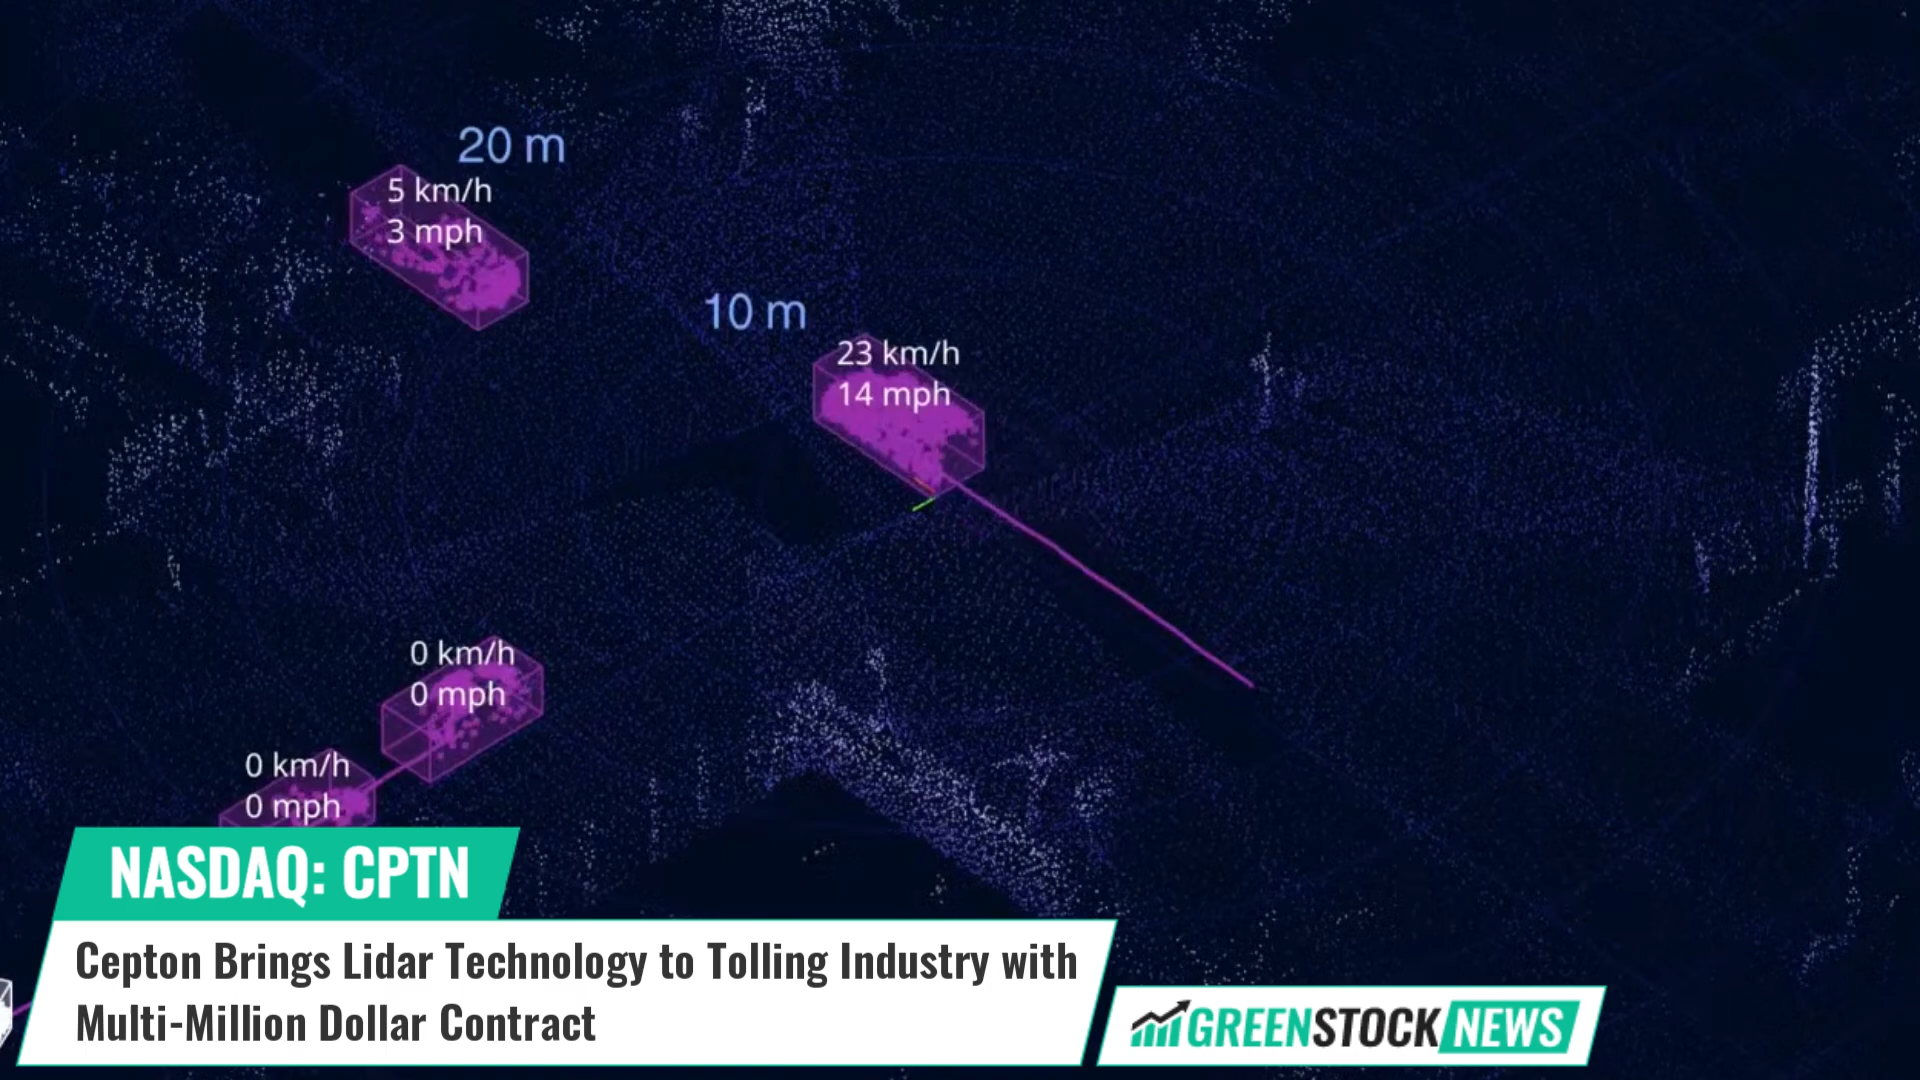 20 m
5 km/h
3 mph
10 m
23 km/h
14 mph
0 km/h
0 mph
0 km/h
0 mph
NASDAQ: CPTN
Cepton Brings Lidar Technology to Tolling Industry with
Multi-Million Dollar Contract
GREENSTOCK NEWS